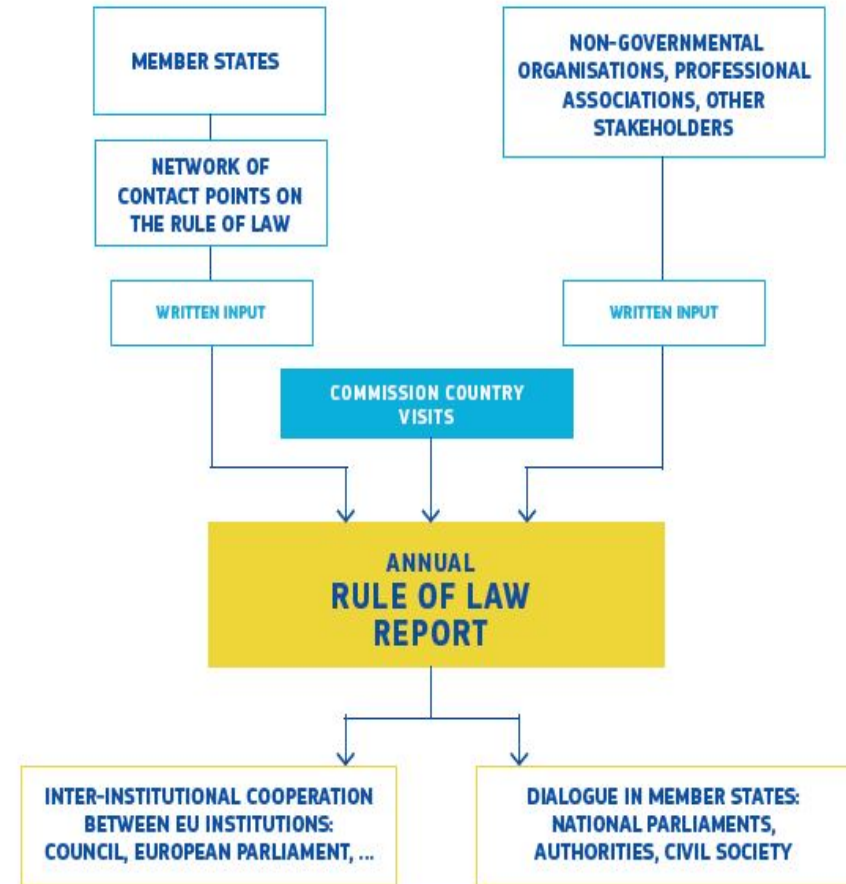 MEMBER STATES
NETWORK OF
CONTACT POINTS ON
THE RULE OF LAW
WRITTEN INPUT
NON-GOVERNMENTAL
ORGANISATIONS, PROFESSIONAL
ASSOCIATIONS, OTHER
STAKEHOLDERS
WRITTEN INPUT
COMMISSION COUNTRY
VISITS
ANNUAL
RULE OF LAW
REPORT
INTER-INSTITUTIONAL COOPERATION
BETWEEN EU INSTITUTIONS:
COUNCIL, EUROPEAN PARLIAMENT, ...
DIALOGUE IN MEMBER STATES:
NATIONAL PARLIAMENTS,
AUTHORITIES, CIVIL SOCIETY